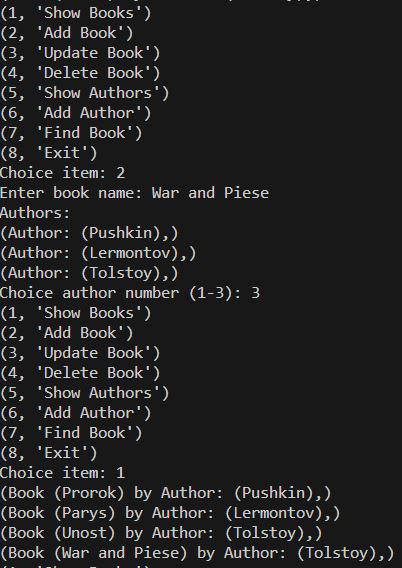 (1, 'Show Books')
(2, 'Add Book')
(3, 'Update Book')
(4, 'Delete Book')
(5, 'Show Authors')
(6, 'Add Author')
(7, 'Find Book')
(8, 'Exit')
Choice item: 2
Enter book name: War and Piese
Authors:
(Author: (Pushkin),)
(Author: (Lermontov),)
(Author: (Tolstoy),)
Choice author number (1-3): 3
(1, 'Show Books')
(2, 'Add Book')
(3, 'Update Book')
(4, 'Delete Book')
(5, 'Show Authors')
(6, 'Add Author')
(7, 'Find Book')
(8, 'Exit')
Choice item: 1
(Book (Prorok) by Author: (Pushkin),)
(Book (Parys) by Author: (Lermontov),)
(Book (Unost) by Author: (Tolstoy),)
(Book (War and Piese) by Author: (Tolstoy),)